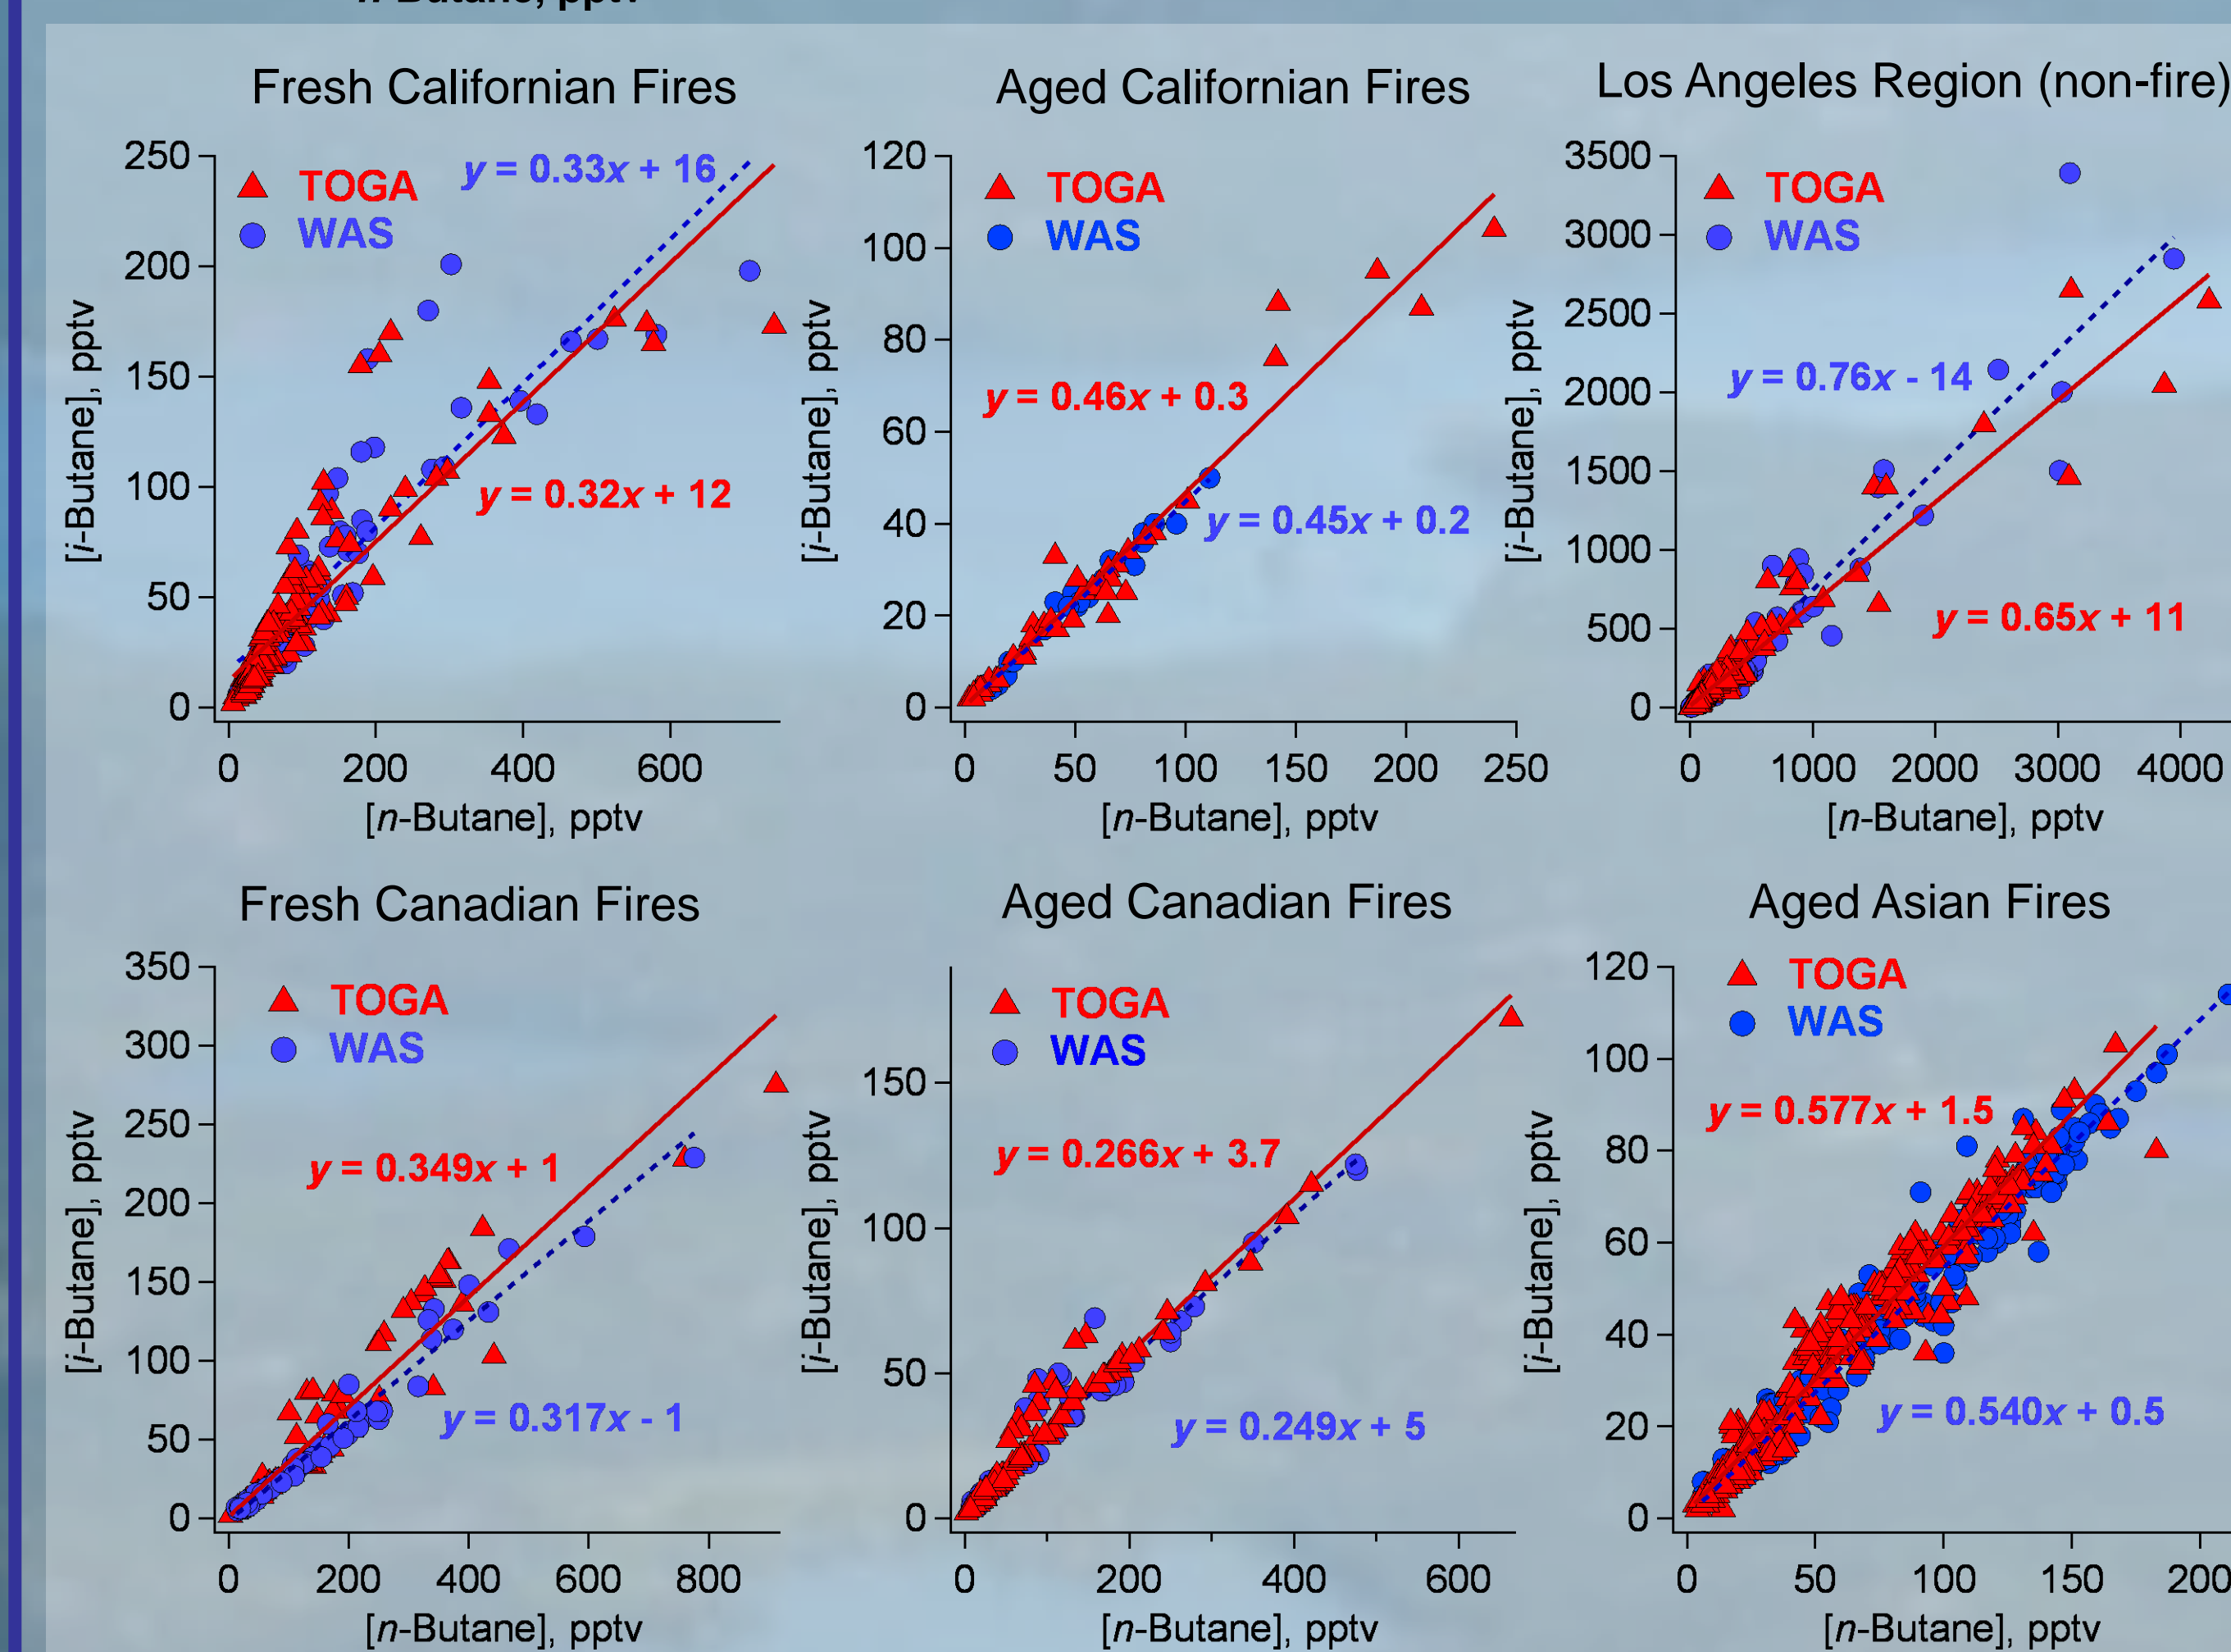 n-Butane, pptv
Fresh Californian Fires
250
200
150
100
50
0
TOGA
WAS
y = 0.33x + 16
y = 0.32x + 12
[i-Butane], pptv
0 200 400 600
[n-Butane], pptv
Aged Californian Fires
120
100
80
60
40
20
0
TOGA
WAS
y = 0.46x + 0.3
y = 0.45x + 0.2
[i-Butane], pptv
0 50 100 150 200 250
[n-Butane], pptv
Los Angeles Region (non-fire)
3500
3000
2500
2000
1500
1000
500
0
TOGA
WAS
y = 0.76x - 14
y = 0.65x + 11
[i-Butane], pptv
0 1000 2000 3000 4000
[n-Butane], pptv
Fresh Canadian Fires
350
300
250
200
150
100
50
0
TOGA
WAS
y = 0.349x + 1
y = 0.317x - 1
[i-Butane], pptv
0 200 400 600 800
[n-Butane], pptv
Aged Canadian Fires
150
100
50
0
TOGA
WAS
y = 0.266x + 3.7
y = 0.249x + 5
[i-Butane], pptv
0 200 400 600
[n-Butane], pptv
Aged Asian Fires
120
100
80
60
40
20
0
TOGA
WAS
y = 0.577x + 1.5
y = 0.540x + 0.5
[i-Butane], pptv
0 50 100 150 200
[n-Butane], pptv